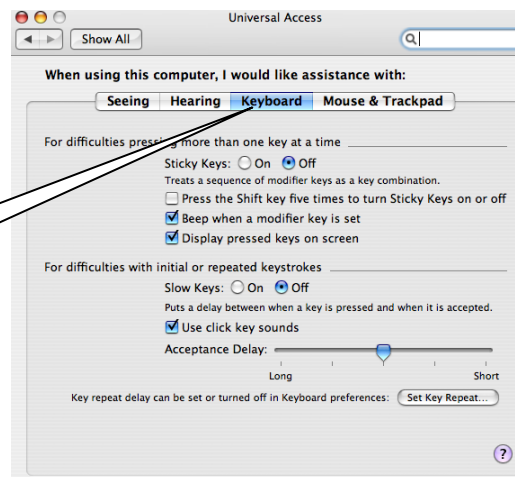 Universal Access
Show All
When using this computer, I would like assistance with:
Seeing Hearing Keyboard Mouse & Trackpad
For difficulties pressing more than one key at a time
Sticky Keys: On Off
Treats a sequence of modifier keys as a key combination.
Press the Shift key five times to turn Sticky Keys on or off
Beep when a modifier key is set
Display pressed keys on screen
For difficulties with initial or repeated keystrokes
Slow Keys: On Off
Puts a delay between when a key is pressed and when it is accepted.
Use click key sounds
Acceptance Delay:
Long Short
Key repeat delay can be set or turned off in Keyboard preferences: Set Key Repeat...
?